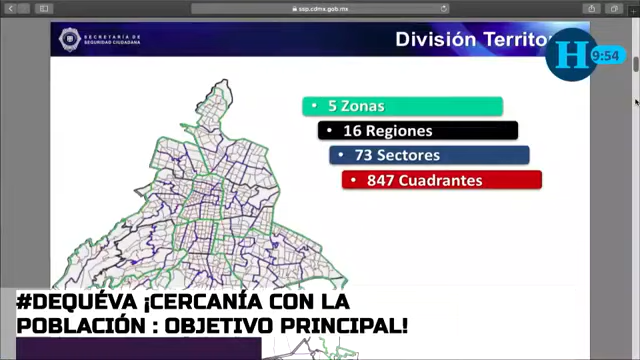 ssp.cdmx.gob.mx
SECRETARÍA DE
SEGURIDAD CIUDADANA
División
H 9:54
• 5 Zonas
• 16 Regiones
• 73 Sectores
• 847 Cuadrantes
#DEQUÉVA ¡CERCANÍA CON LA
POBLACIÓN : OBJETIVO PRINCIPAL!